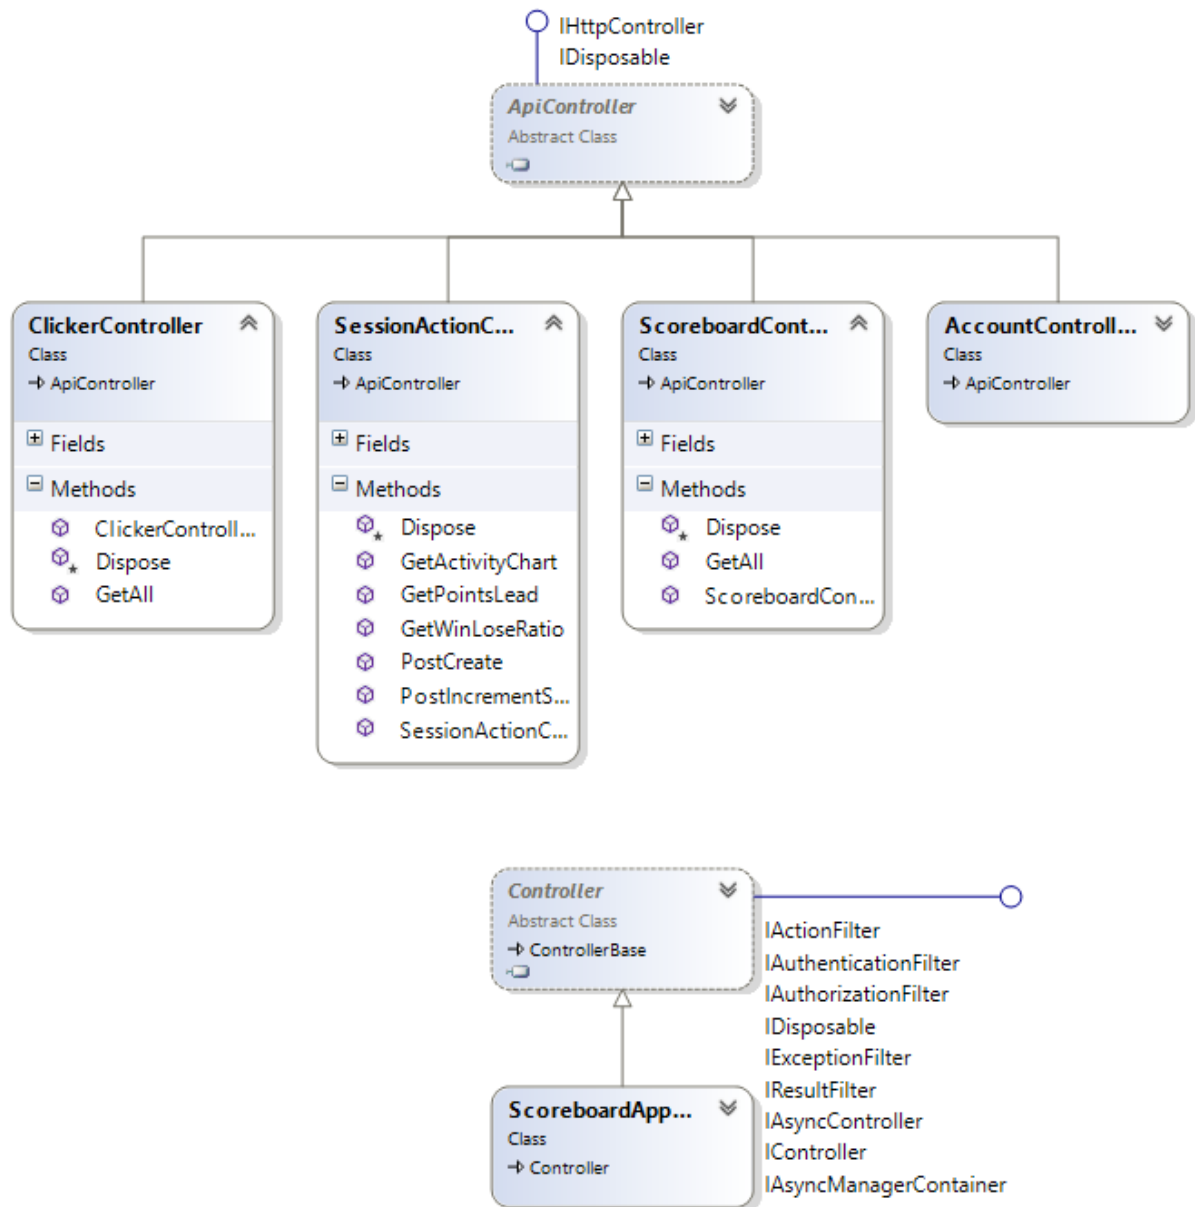 IHttpController
IDisposable
ApiController
Abstract Class
ClickerController
Class
ApiController
Fields
Methods
ClickerControll...
Dispose
GetAll
SessionActionC...
Class
ApiController
Fields
Methods
Dispose
GetActivityChart
GetPointsLead
GetWinLoseRatio
PostCreate
PostIncrementS...
SessionActionC...
ScoreboardCont...
Class
ApiController
Fields
Methods
Dispose
GetAll
ScoreboardCon...
AccountControll...
Class
ApiController
Controller
Abstract Class
ControllerBase
IActionFilter
IAuthenticationFilter
IAuthorizationFilter
IDisposable
IExceptionFilter
IResultFilter
IAsyncController
IController
IAsyncManagerContainer
ScoreboardApp...
Class
Controller